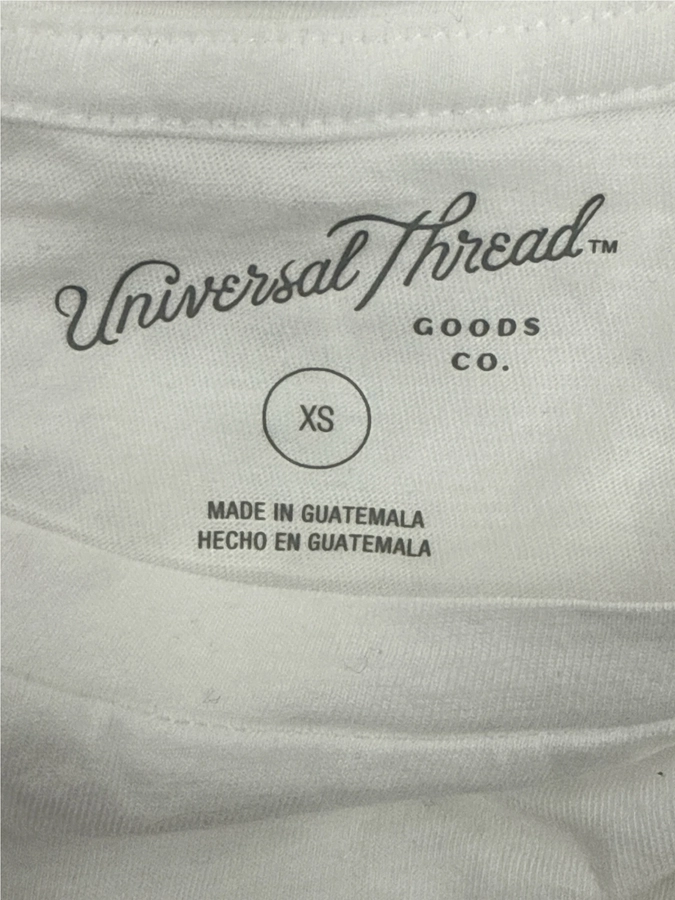 Universal Thread™
GOODS
CO.
XS
MADE IN GUATEMALA
HECHO EN GUATEMALA